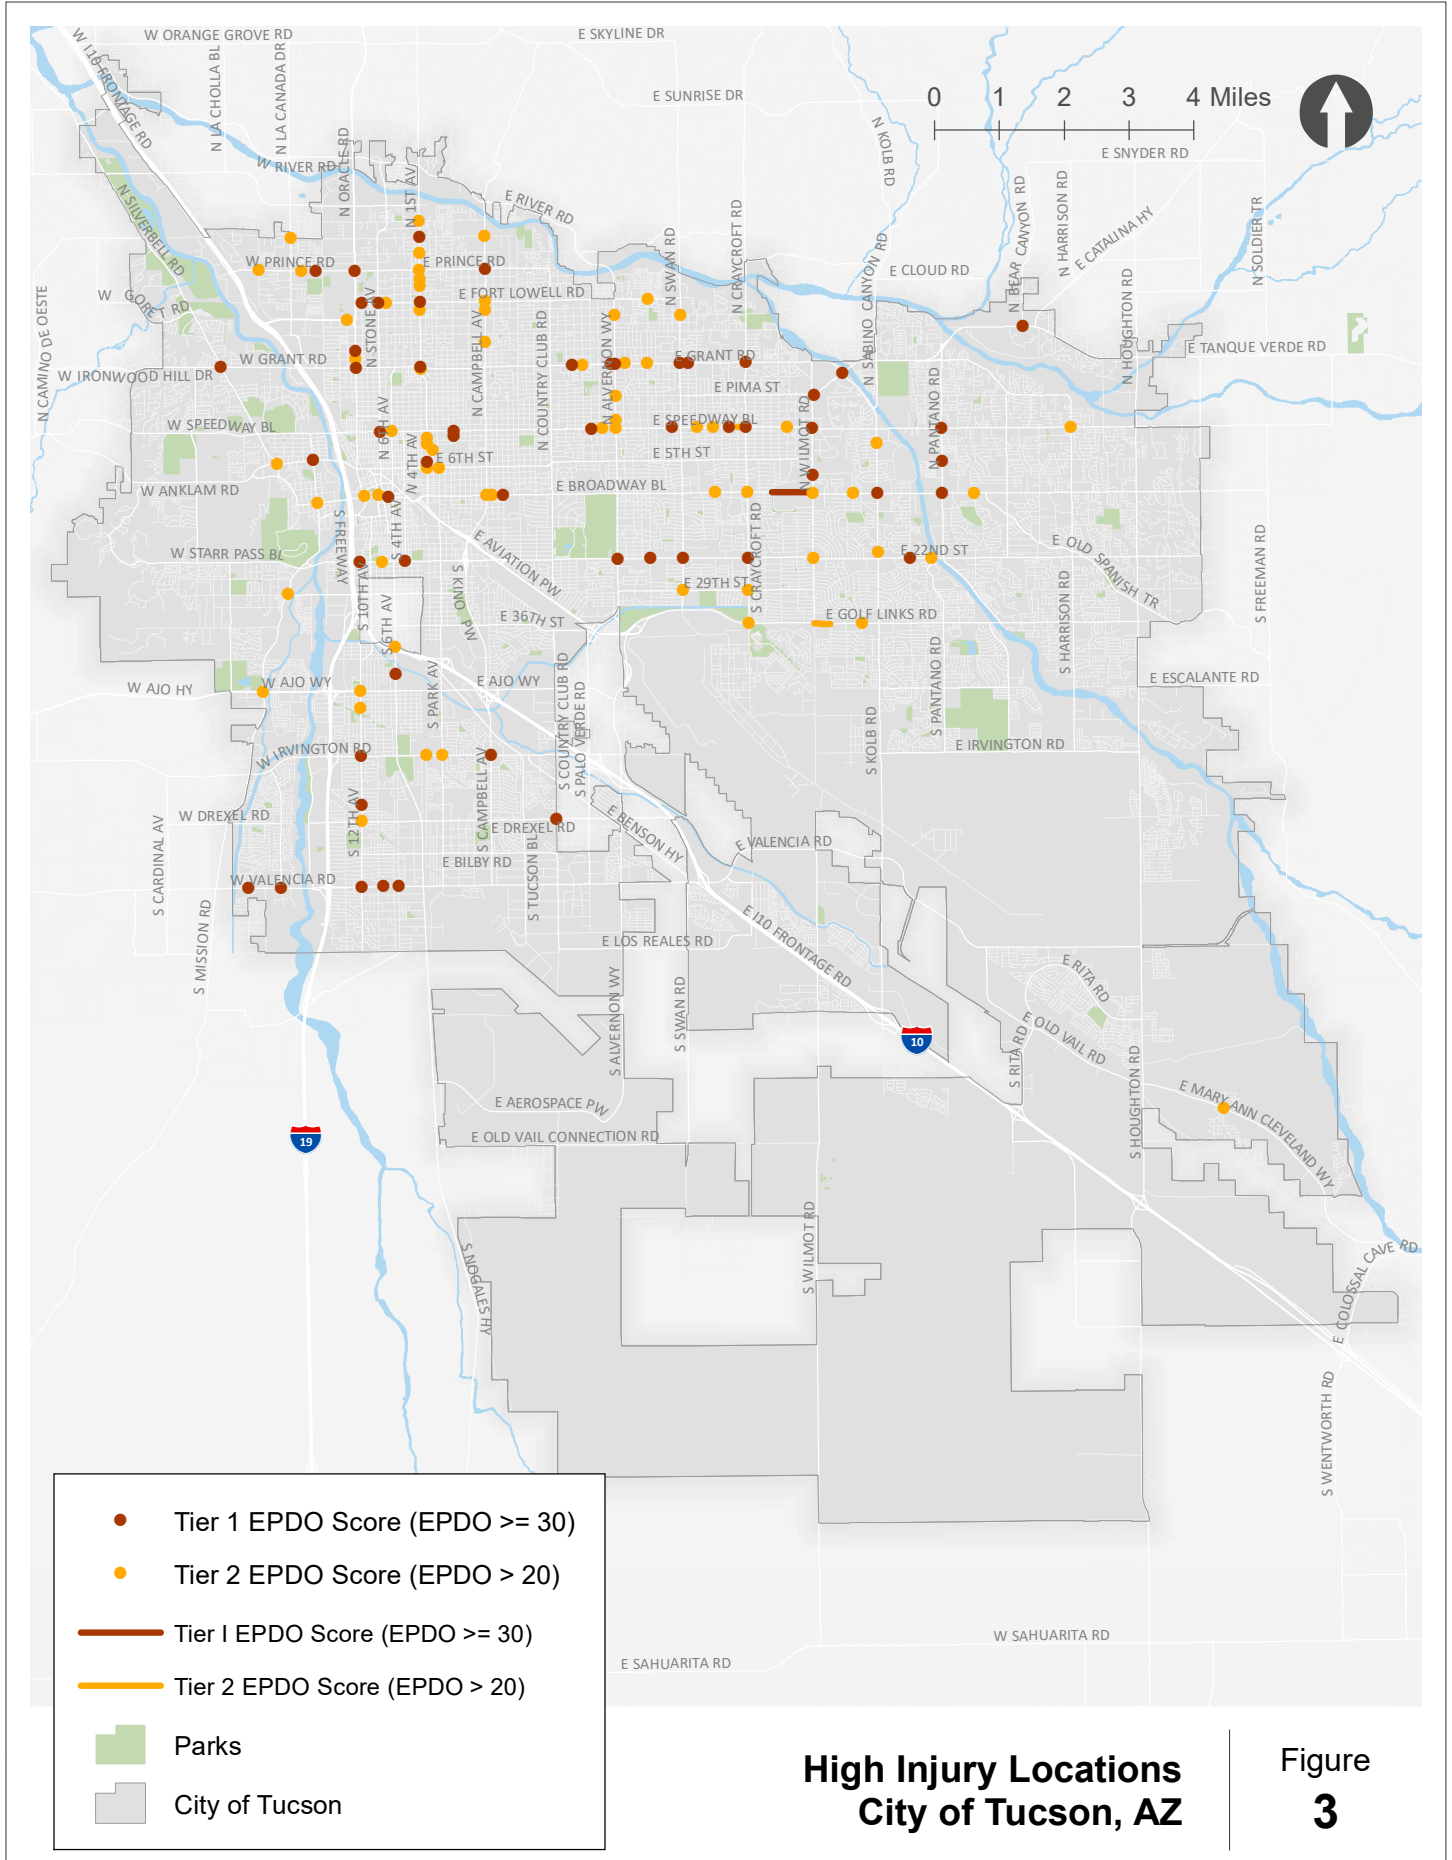 W ORANGE GROVE RD
E SKYLINE DR
W I10 FRONTAGE RD
N LA CHOLLA BL
N LA CANADA DR
E SUNRISE DR
0 1 2 3 4 Miles
N KOLB RD
E SNYDER RD
W RIVER RD
N ORACLE RD
N 1ST AV
E RIVER RD
N SILVERBELL RD
N SWAN RD
N CRAYCROFT RD
N SABINO CANYON RD
N BEAR CANYON RD
N HARRISON RD
E CATALINA HY
N SOLDIER TR
W PRINCE RD
E PRINCE RD
E CLOUD RD
N HOUGHTON RD
W GORET RD
E FORT LOWELL RD
N CAMINO DE OESTE
N STONE AV
N CAMPBELL AV
N COUNTRY CLUB RD
N ALVERNON WY
W GRANT RD
E GRANT RD
E TANQUE VERDE RD
W IRONWOOD HILL DR
E PIMA ST
N PANTANO RD
N WILMOT RD
W SPEEDWAY BL
E SPEEDWAY BL
N 6TH AV
N 4TH AV
E 6TH ST
E 5TH ST
W ANKLAM RD
E BROADWAY BL
S FREEWAY
S 4TH AV
S CRAYCROFT RD
W STARR PASS BL
E AVIATION PW
E 22ND ST
E OLD SPANISH TR
S FREEMAN RD
S 10TH AV
S 6TH AV
S KINO PW
E 29TH ST
E 36TH ST
E GOLF LINKS RD
S HARRISON RD
S PANTANO RD
W AJO HY
W AJO WY
E AJO WY
S PARK AV
S COUNTRY CLUB RD
S PALO VERDE RD
E ESCALANTE RD
W IRVINGTON RD
S KOLB RD
E IRVINGTON RD
S CAMPBELL AV
S 12TH AV
W DREXEL RD
E DREXEL RD
E BENSON HY
E VALENCIA RD
S CARDINAL AV
E BILBY RD
S TUCSON BL
W VALENCIA RD
S MISSION RD
E LOS REALES RD
E I10 FRONTAGE RD
S ALVERNON WY
S SWAN RD
E RITA RD
E OLD VAIL RD
S RITA RD
10
S HOUGHTON RD
E MARY ANN CLEVELAND WY
E AEROSPACE PW
E OLD VAIL CONNECTION RD
19
S NOGALES HY
S WILMOT RD
E COLOSSAL CAVE RD
S WENTWORTH RD
W SAHUARITA RD
E SAHUARITA RD
Tier 1 EPDO Score (EPDO >= 30)
Tier 2 EPDO Score (EPDO > 20)
Tier I EPDO Score (EPDO >= 30)
Tier 2 EPDO Score (EPDO > 20)
Parks
City of Tucson
High Injury Locations
City of Tucson, AZ
Figure
3